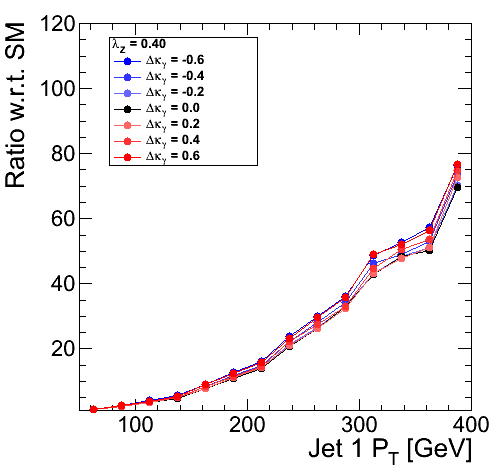 Ratio w.r.t. SM
120
100
80
60
40
20
λZ = 0.40
Δκγ = -0.6
Δκγ = -0.4
Δκγ = -0.2
Δκγ = 0.0
Δκγ = 0.2
Δκγ = 0.4
Δκγ = 0.6
100 200 300 400
Jet 1 PT [GeV]